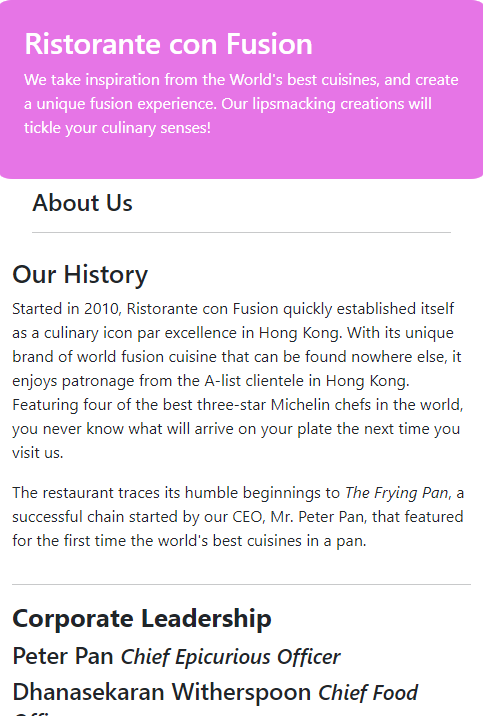 Ristorante con Fusion
We take inspiration from the World's best cuisines, and create
a unique fusion experience. Our lipsmacking creations will
tickle your culinary senses!
About Us
Our History
Started in 2010, Ristorante con Fusion quickly established itself
as a culinary icon par excellence in Hong Kong. With its unique
brand of world fusion cuisine that can be found nowhere else, it
enjoys patronage from the A-list clientele in Hong Kong.
Featuring four of the best three-star Michelin chefs in the world,
you never know what will arrive on your plate the next time you
visit us.
The restaurant traces its humble beginnings to The Frying Pan, a
successful chain started by our CEO, Mr. Peter Pan, that featured
for the first time the world's best cuisines in a pan.
Corporate Leadership
Peter Pan Chief Epicurious Officer
Dhanasekaran Witherspoon Chief Food